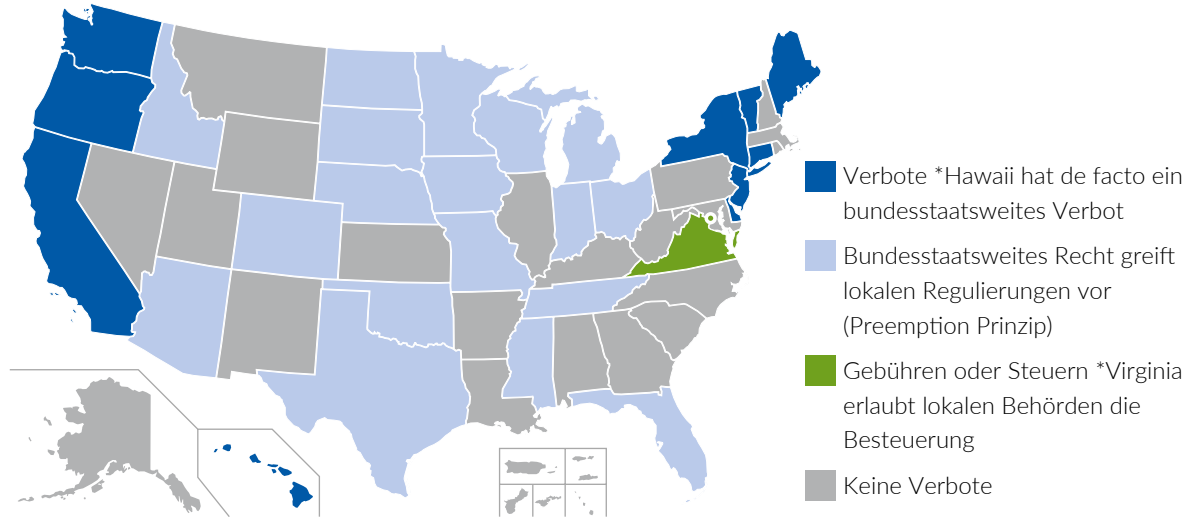 Verbote *Hawaii hat de facto ein
bundesstaatsweites Verbot
Bundesstaatsweites Recht greift
lokalen Regulierungen vor
(Preemption Prinzip)
Gebühren oder Steuern *Virginia
erlaubt lokalen Behörden die
Besteuerung
Keine Verbote